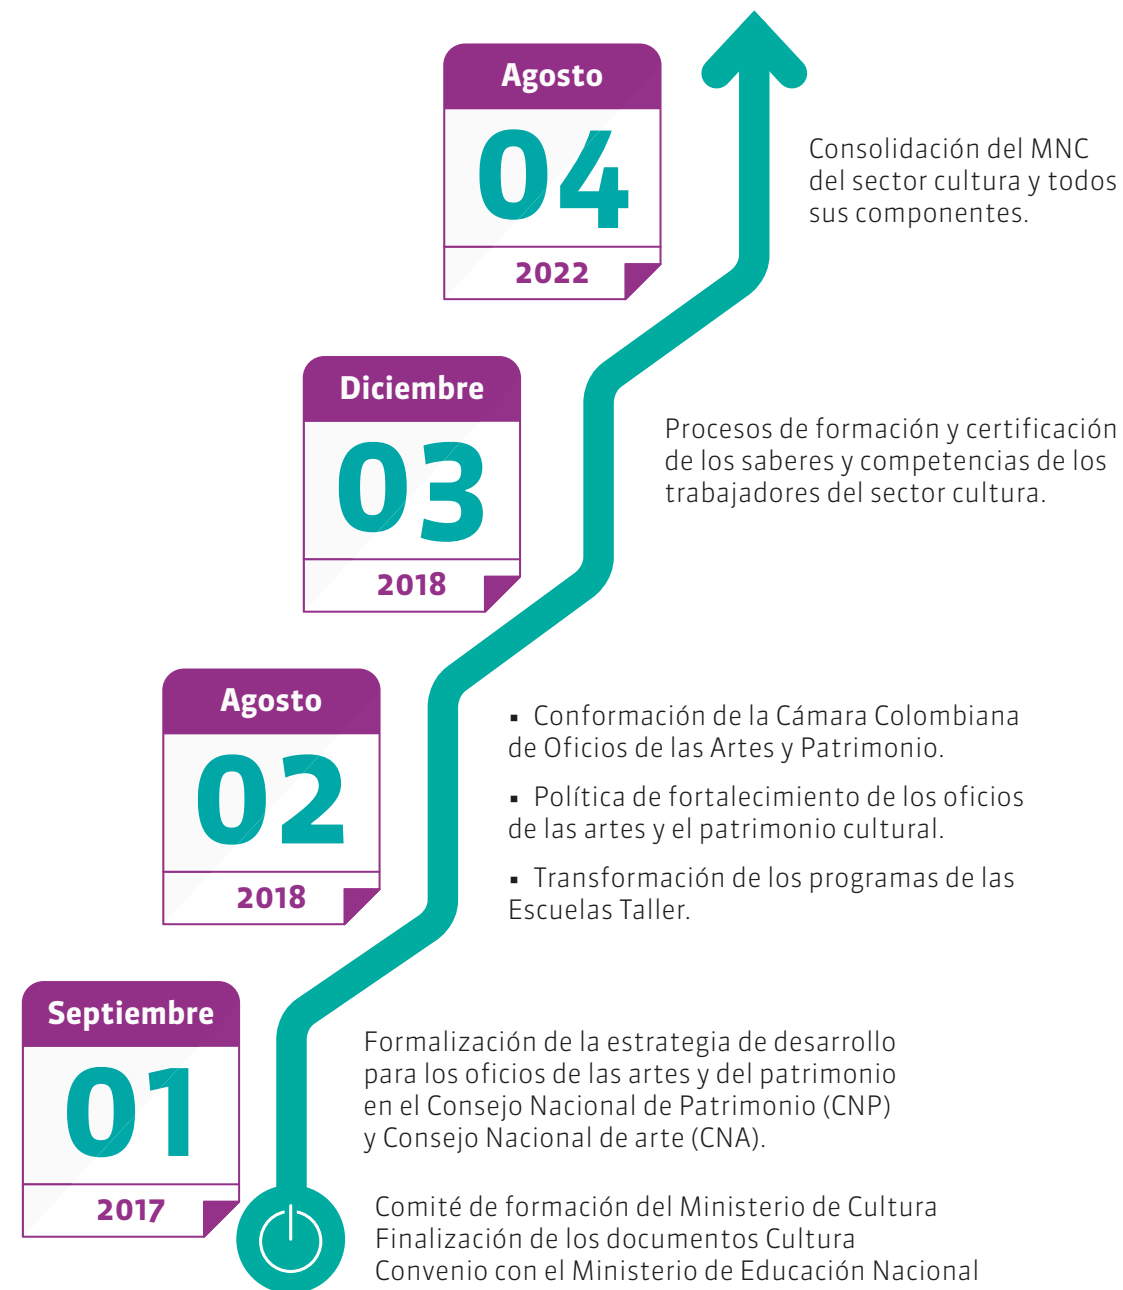 Agosto
04
2022
Consolidación del MNC
del sector cultura y todos
sus componentes.
Diciembre
03
2018
Procesos de formación y certificación
de los saberes y competencias de los
trabajadores del sector cultura.
Agosto
02
2018
▪ Conformación de la Cámara Colombiana
de Oficios de las Artes y Patrimonio.
▪ Política de fortalecimiento de los oficios
de las artes y el patrimonio cultural.
▪ Transformación de los programas de las
Escuelas Taller.
Septiembre
01
2017
Formalización de la estrategia de desarrollo
para los oficios de las artes y del patrimonio
en el Consejo Nacional de Patrimonio (CNP)
y Consejo Nacional de arte (CNA).
Comité de formación del Ministerio de Cultura
Finalización de los documentos Cultura
Convenio con el Ministerio de Educación Nacional